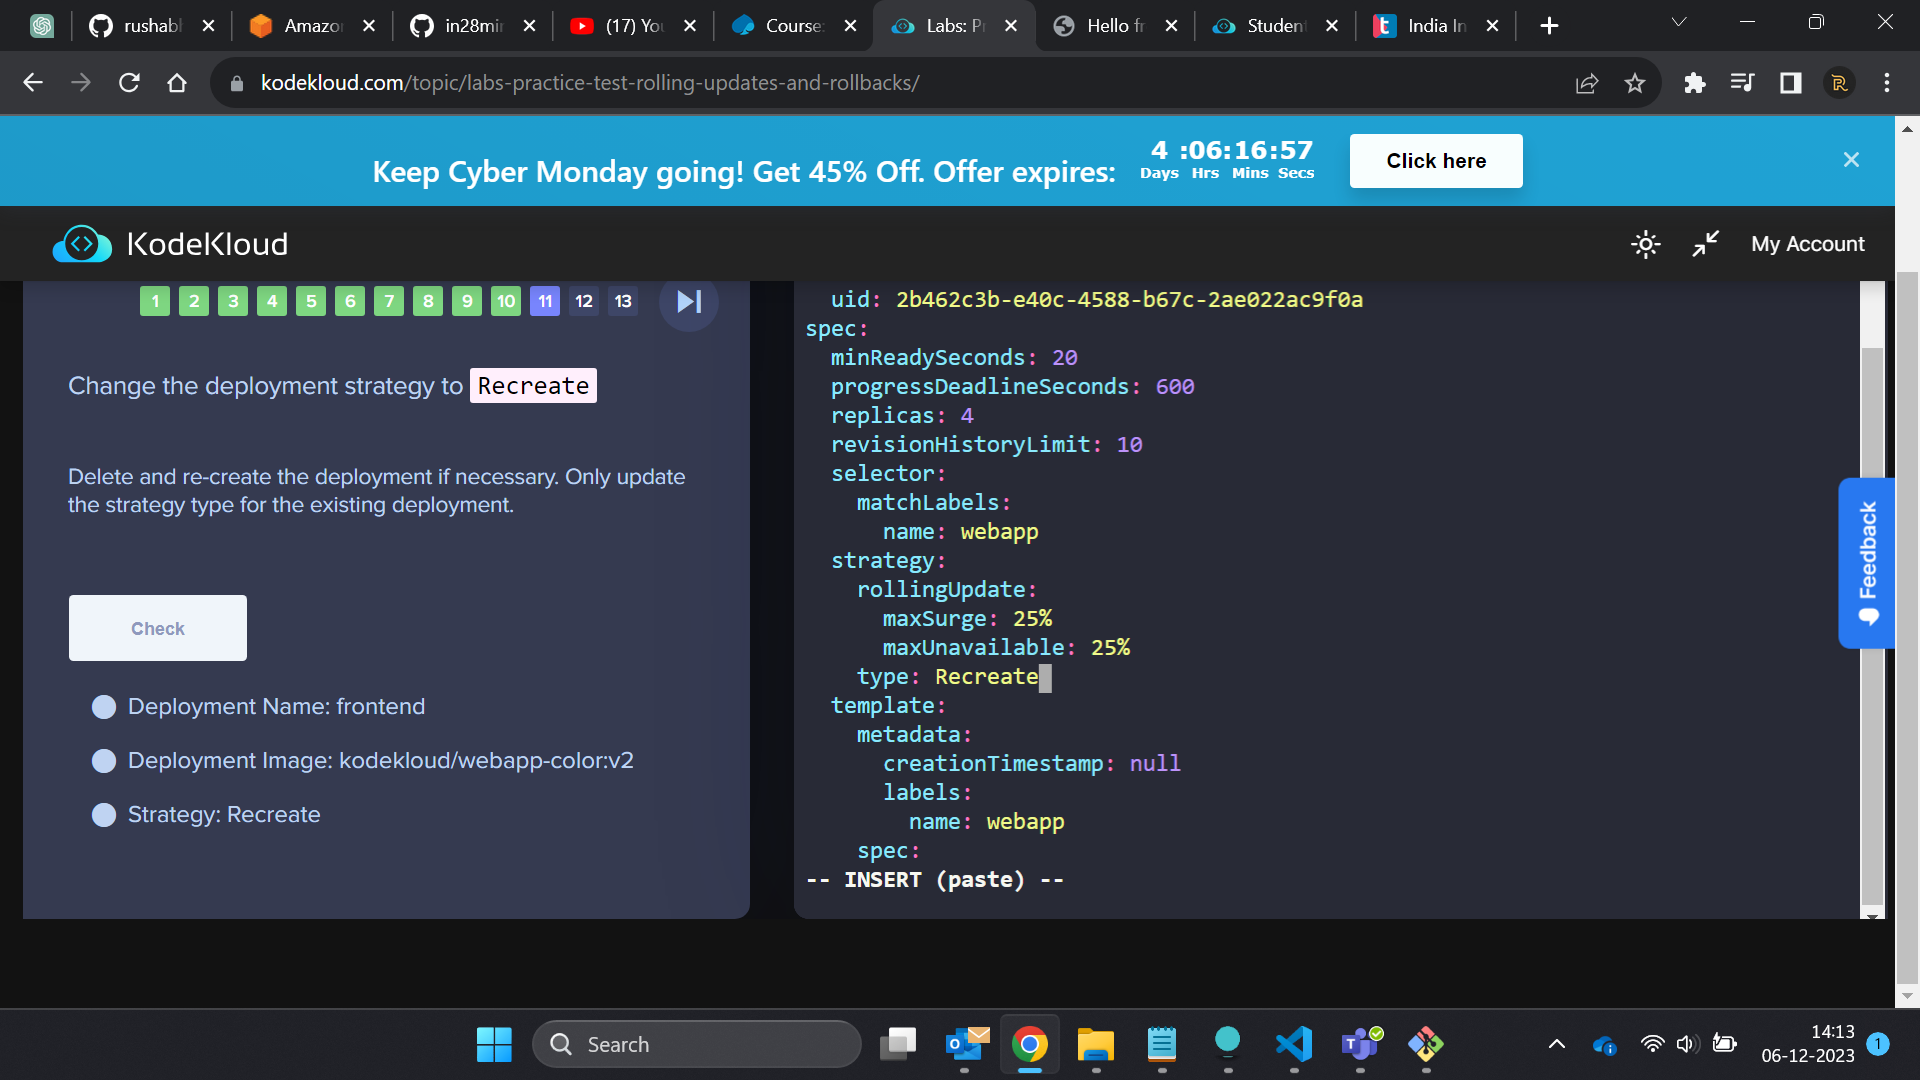 rushabl
Amazo
in28mi
(17) Yo
Course
Labs: P
Hello f
Studen
India In
kodekloud.com/topic/labs-practice-test-rolling-updates-and-rollbacks/
Keep Cyber Monday going! Get 45% Off. Offer expires:
4 :06:16:57
Days Hrs Mins Secs
Click here
KodeKloud
My Account
1 2 3 4 5 6 7 8 9 10 11 12 13
Change the deployment strategy to Recreate
Delete and re-create the deployment if necessary. Only update
the strategy type for the existing deployment.
Check
Deployment Name: frontend
Deployment Image: kodekloud/webapp-color:v2
Strategy: Recreate
uid: 2b462c3b-e40c-4588-b67c-2ae022ac9f0a
spec:
minReadySeconds: 20
progressDeadlineSeconds: 600
replicas: 4
revisionHistoryLimit: 10
selector:
matchLabels:
name: webapp
strategy:
rollingUpdate:
maxSurge: 25%
maxUnavailable: 25%
type: Recreate
template:
metadata:
creationTimestamp: null
labels:
name: webapp
spec:
-- INSERT (paste) --
Feedback
Search
14:13
06-12-2023
1